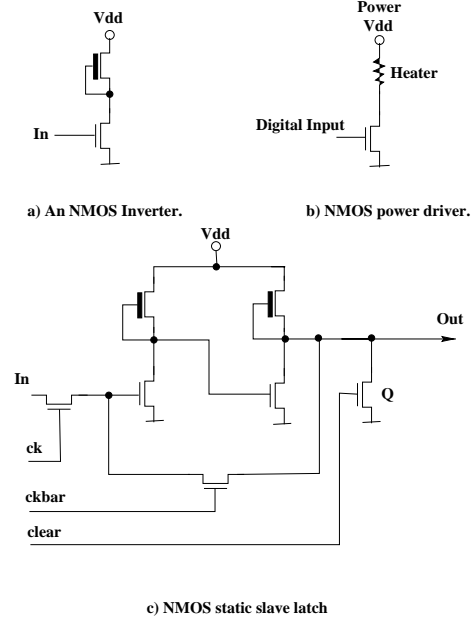 Vdd
In
a) An NMOS Inverter.
Power
Vdd
Heater
Digital Input
b) NMOS power driver.
Vdd
Out
In
Q
ck
ckbar
clear
c) NMOS static slave latch